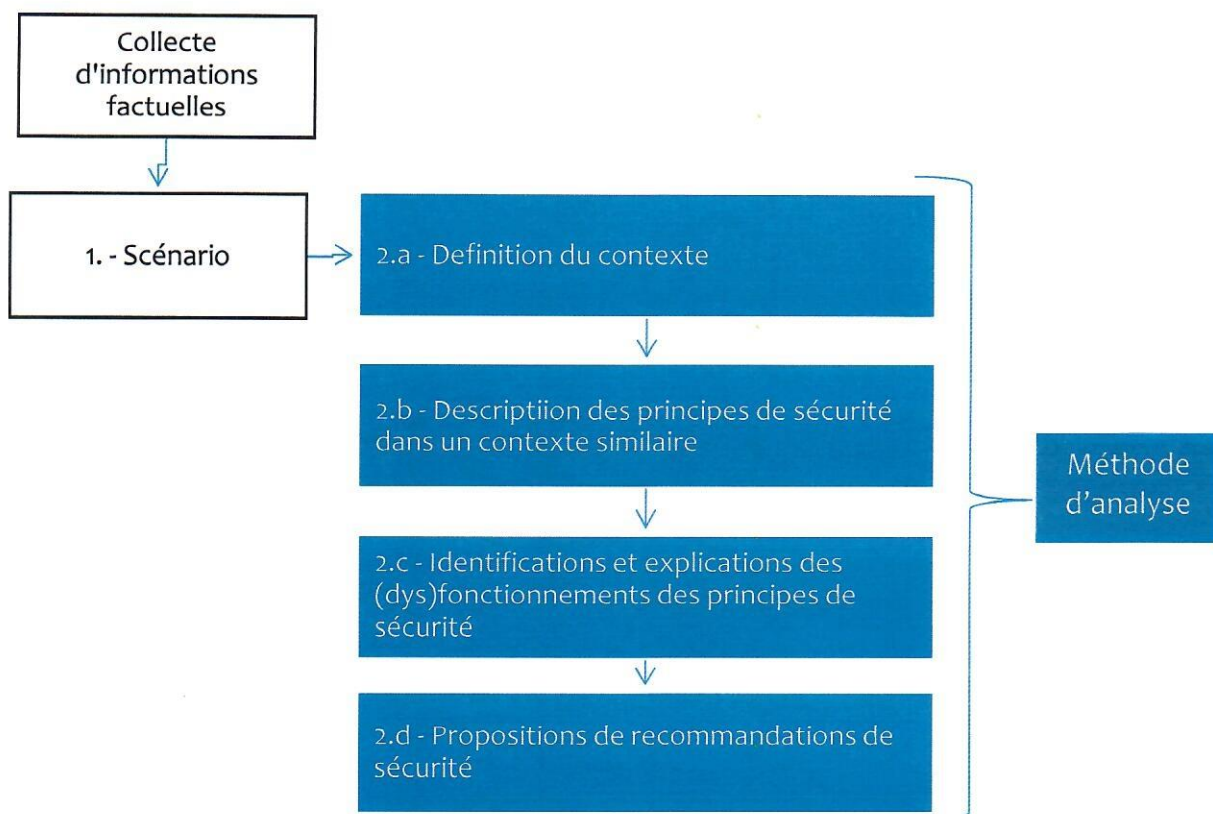 Collecte
d'informations
factuelles
1. - Scénario
2.a - Definition du contexte
2.b - Descriptiion des principes de sécurité
dans un contexte similaire
2.c - Identifications et explications des
(dys)fonctionnements des principes de
sécurité
2.d - Propositions de recommandations de
sécurité
Méthode
d'analyse